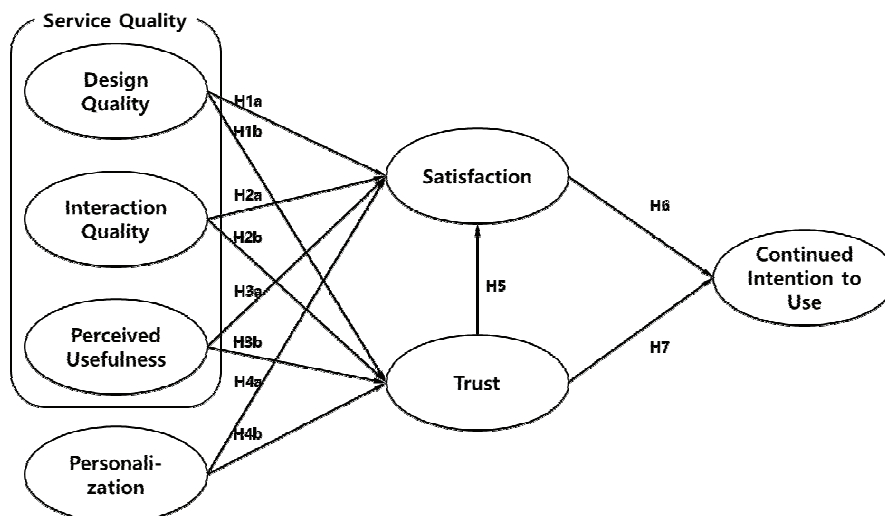 Service Quality
Design
Quality
H1a
H1b
Interaction
Quality
H2a
H2b
Perceived
Usefulness
H3a
H3b
Personali-
zation
H4a
H4b
Satisfaction
H5
Trust
H6
H7
Continued
Intention to
Use